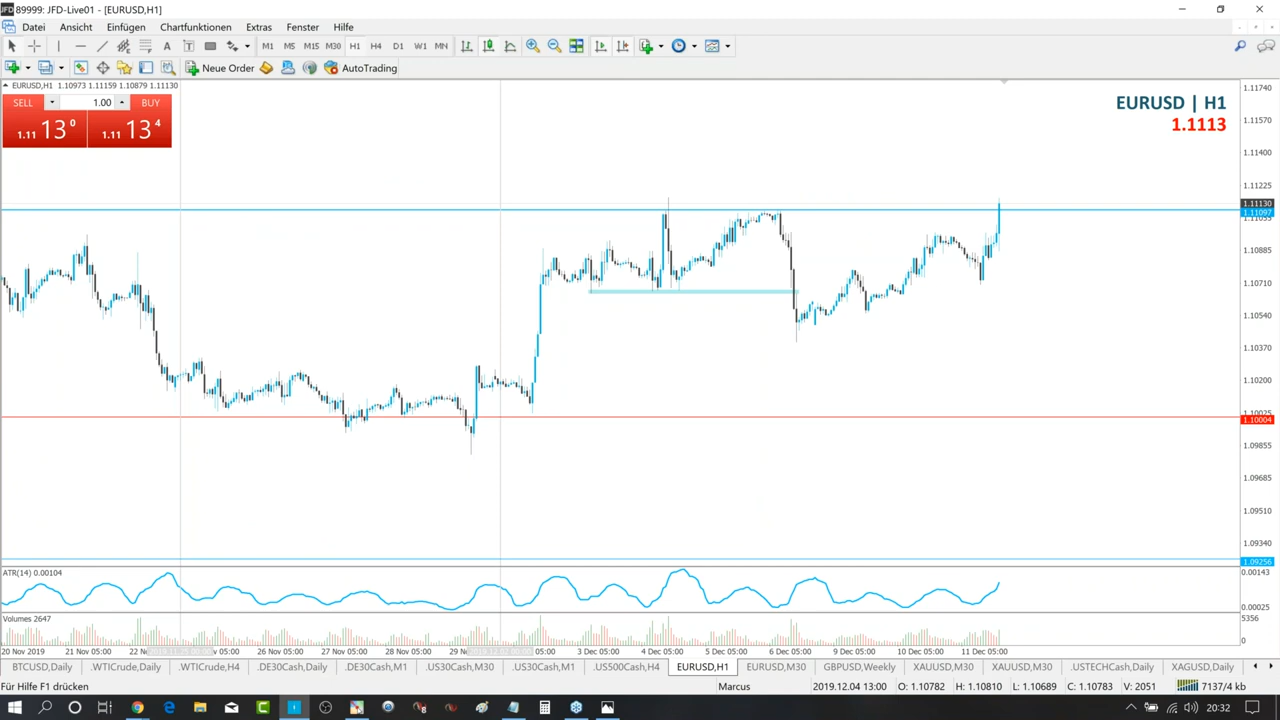 89999: JFD-Live01 - [EURUSD,H1]
Datei Ansicht Einfügen Chartfunktionen Extras Fenster Hilfe
A T M1 M5 M15 M30 H1 H4 D1 W1 MN
New Order AutoTrading
EURUSD,H1 1.10973 1.11159 1.10879 1.11130
SELL 1.00 BUY
1.11 13 0 1.11 13 4
EURUSD | H1
1.1113
1.11740
1.11570
1.11400
1.11225
1.11130
1.11097
1.11055
1.10885
1.10710
1.10540
1.10370
1.10200
1.10025
1.10004
1.09855
1.09685
1.09510
1.09340
1.09256
ATR(14) 0.00104
0.00143
0.00025
Volumes 2647
5356
0
20 Nov 2019 21 Nov 05:00 22 Nov 05:00 26 Nov 05:00 27 Nov 05:00 28 Nov 05:00 29 05:00 3 Dec 05:00 4 Dec 05:00 5 Dec 05:00 6 Dec 05:00 9 Dec 05:00 10 Dec 05:00 11 Dec 05:00
BTCUSD,Daily .WTICrude,Daily .WTICrude,H4 .DE30Cash,Daily .DE30Cash,M1 .US30Cash,M30 .US30Cash,M1 .US500Cash,H4 EURUSD,H1 EURUSD,M30 GBPUSD,Weekly XAUUSD,M30 XAUUSD,M30 .USTECHCash,Daily XAGUSD,Daily
Für Hilfe F1 drücken Marcus 2019.12.04 13:00 O: 1.10782 H: 1.10810 L: 1.10689 C: 1.10783 V: 2051 7137/4 kb
20:32